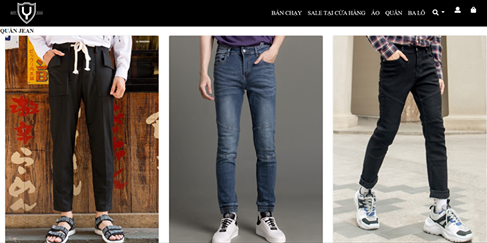 BÁN CHẠY SALE TẠI CỬA HÀNG ÁO QUẦN BA LÔ
QUẦN JEAN